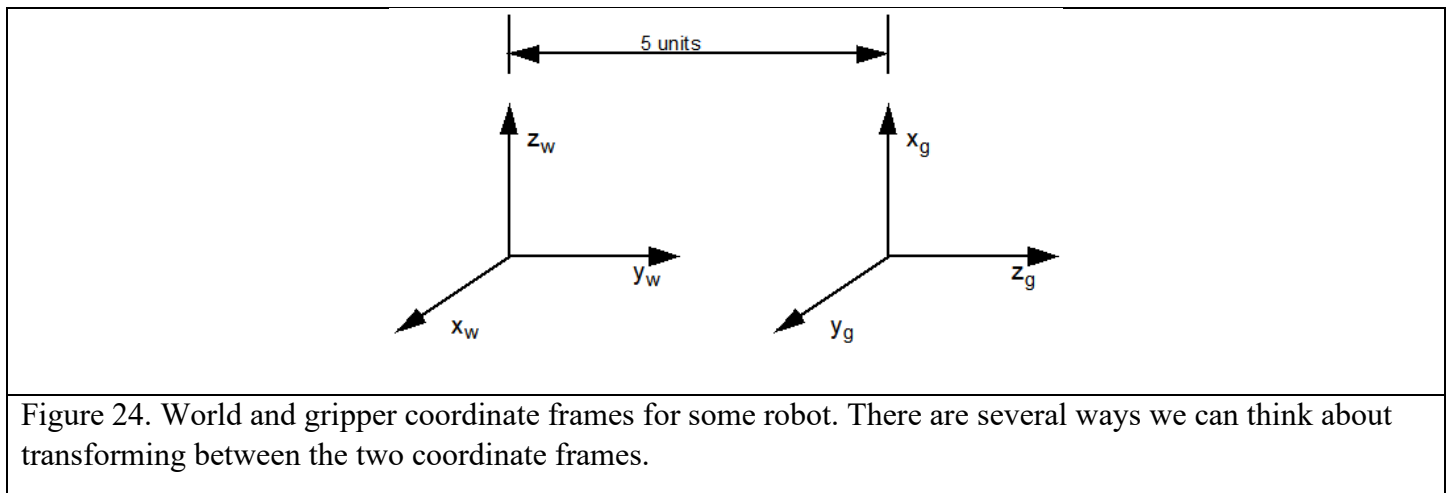 5 units
z_w
x_g
y_w
z_g
x_w
y_g
Figure 24. World and gripper coordinate frames for some robot. There are several ways we can think about
transforming between the two coordinate frames.